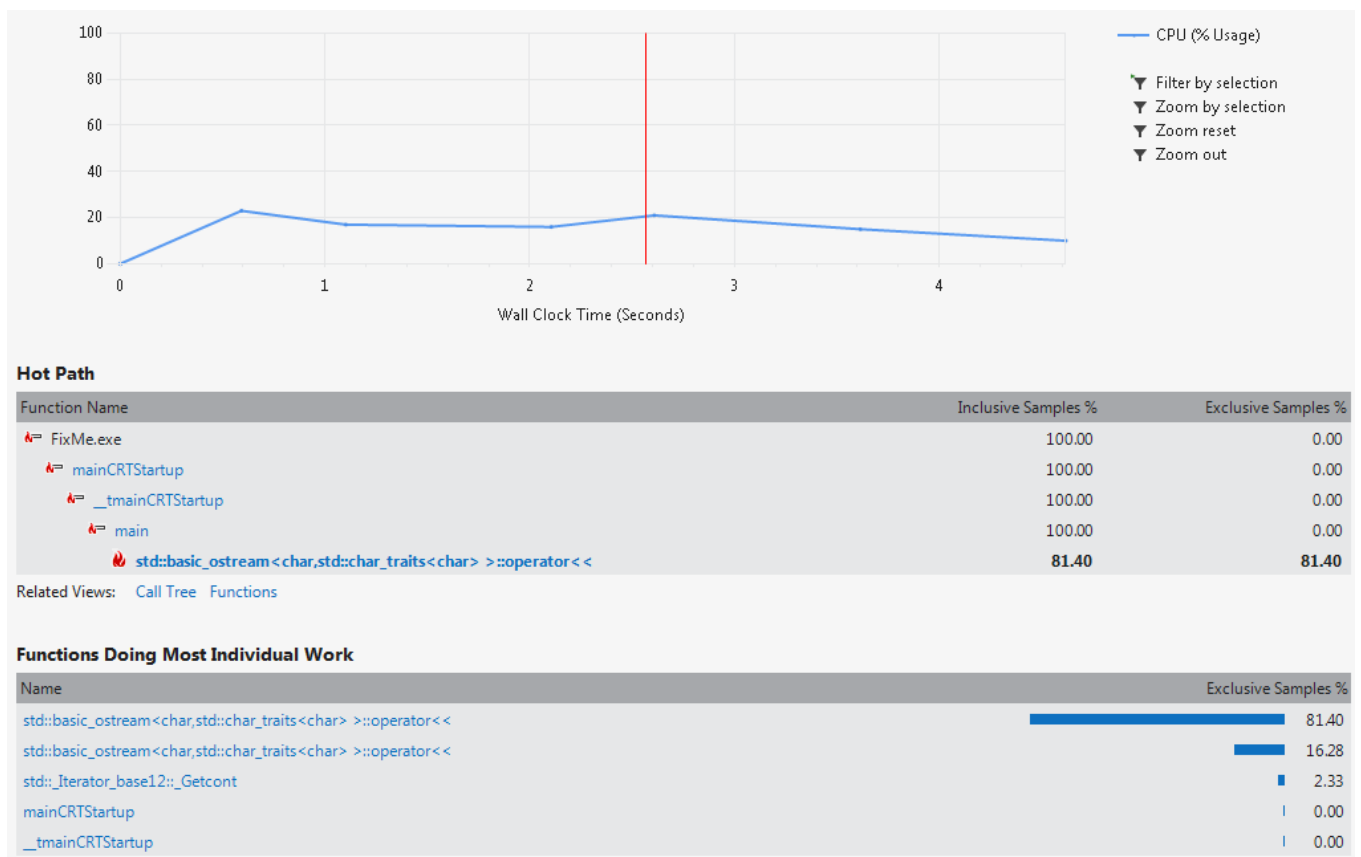 100
80
60
40
20
0
0 1 2 3 4
Wall Clock Time (Seconds)
CPU (% Usage)
Filter by selection
Zoom by selection
Zoom reset
Zoom out
Hot Path
Function Name Inclusive Samples % Exclusive Samples %
FixMe.exe 100.00 0.00
mainCRTStartup 100.00 0.00
__tmainCRTStartup 100.00 0.00
main 100.00 0.00
std::basic_ostream<char,std::char_traits<char> >::operator<< 81.40 81.40
Related Views: Call Tree Functions
Functions Doing Most Individual Work
Name Exclusive Samples %
std::basic_ostream<char,std::char_traits<char> >::operator<< 81.40
std::basic_ostream<char,std::char_traits<char> >::operator<< 16.28
std::_Iterator_base12::_Getcont 2.33
mainCRTStartup 0.00
__tmainCRTStartup 0.00